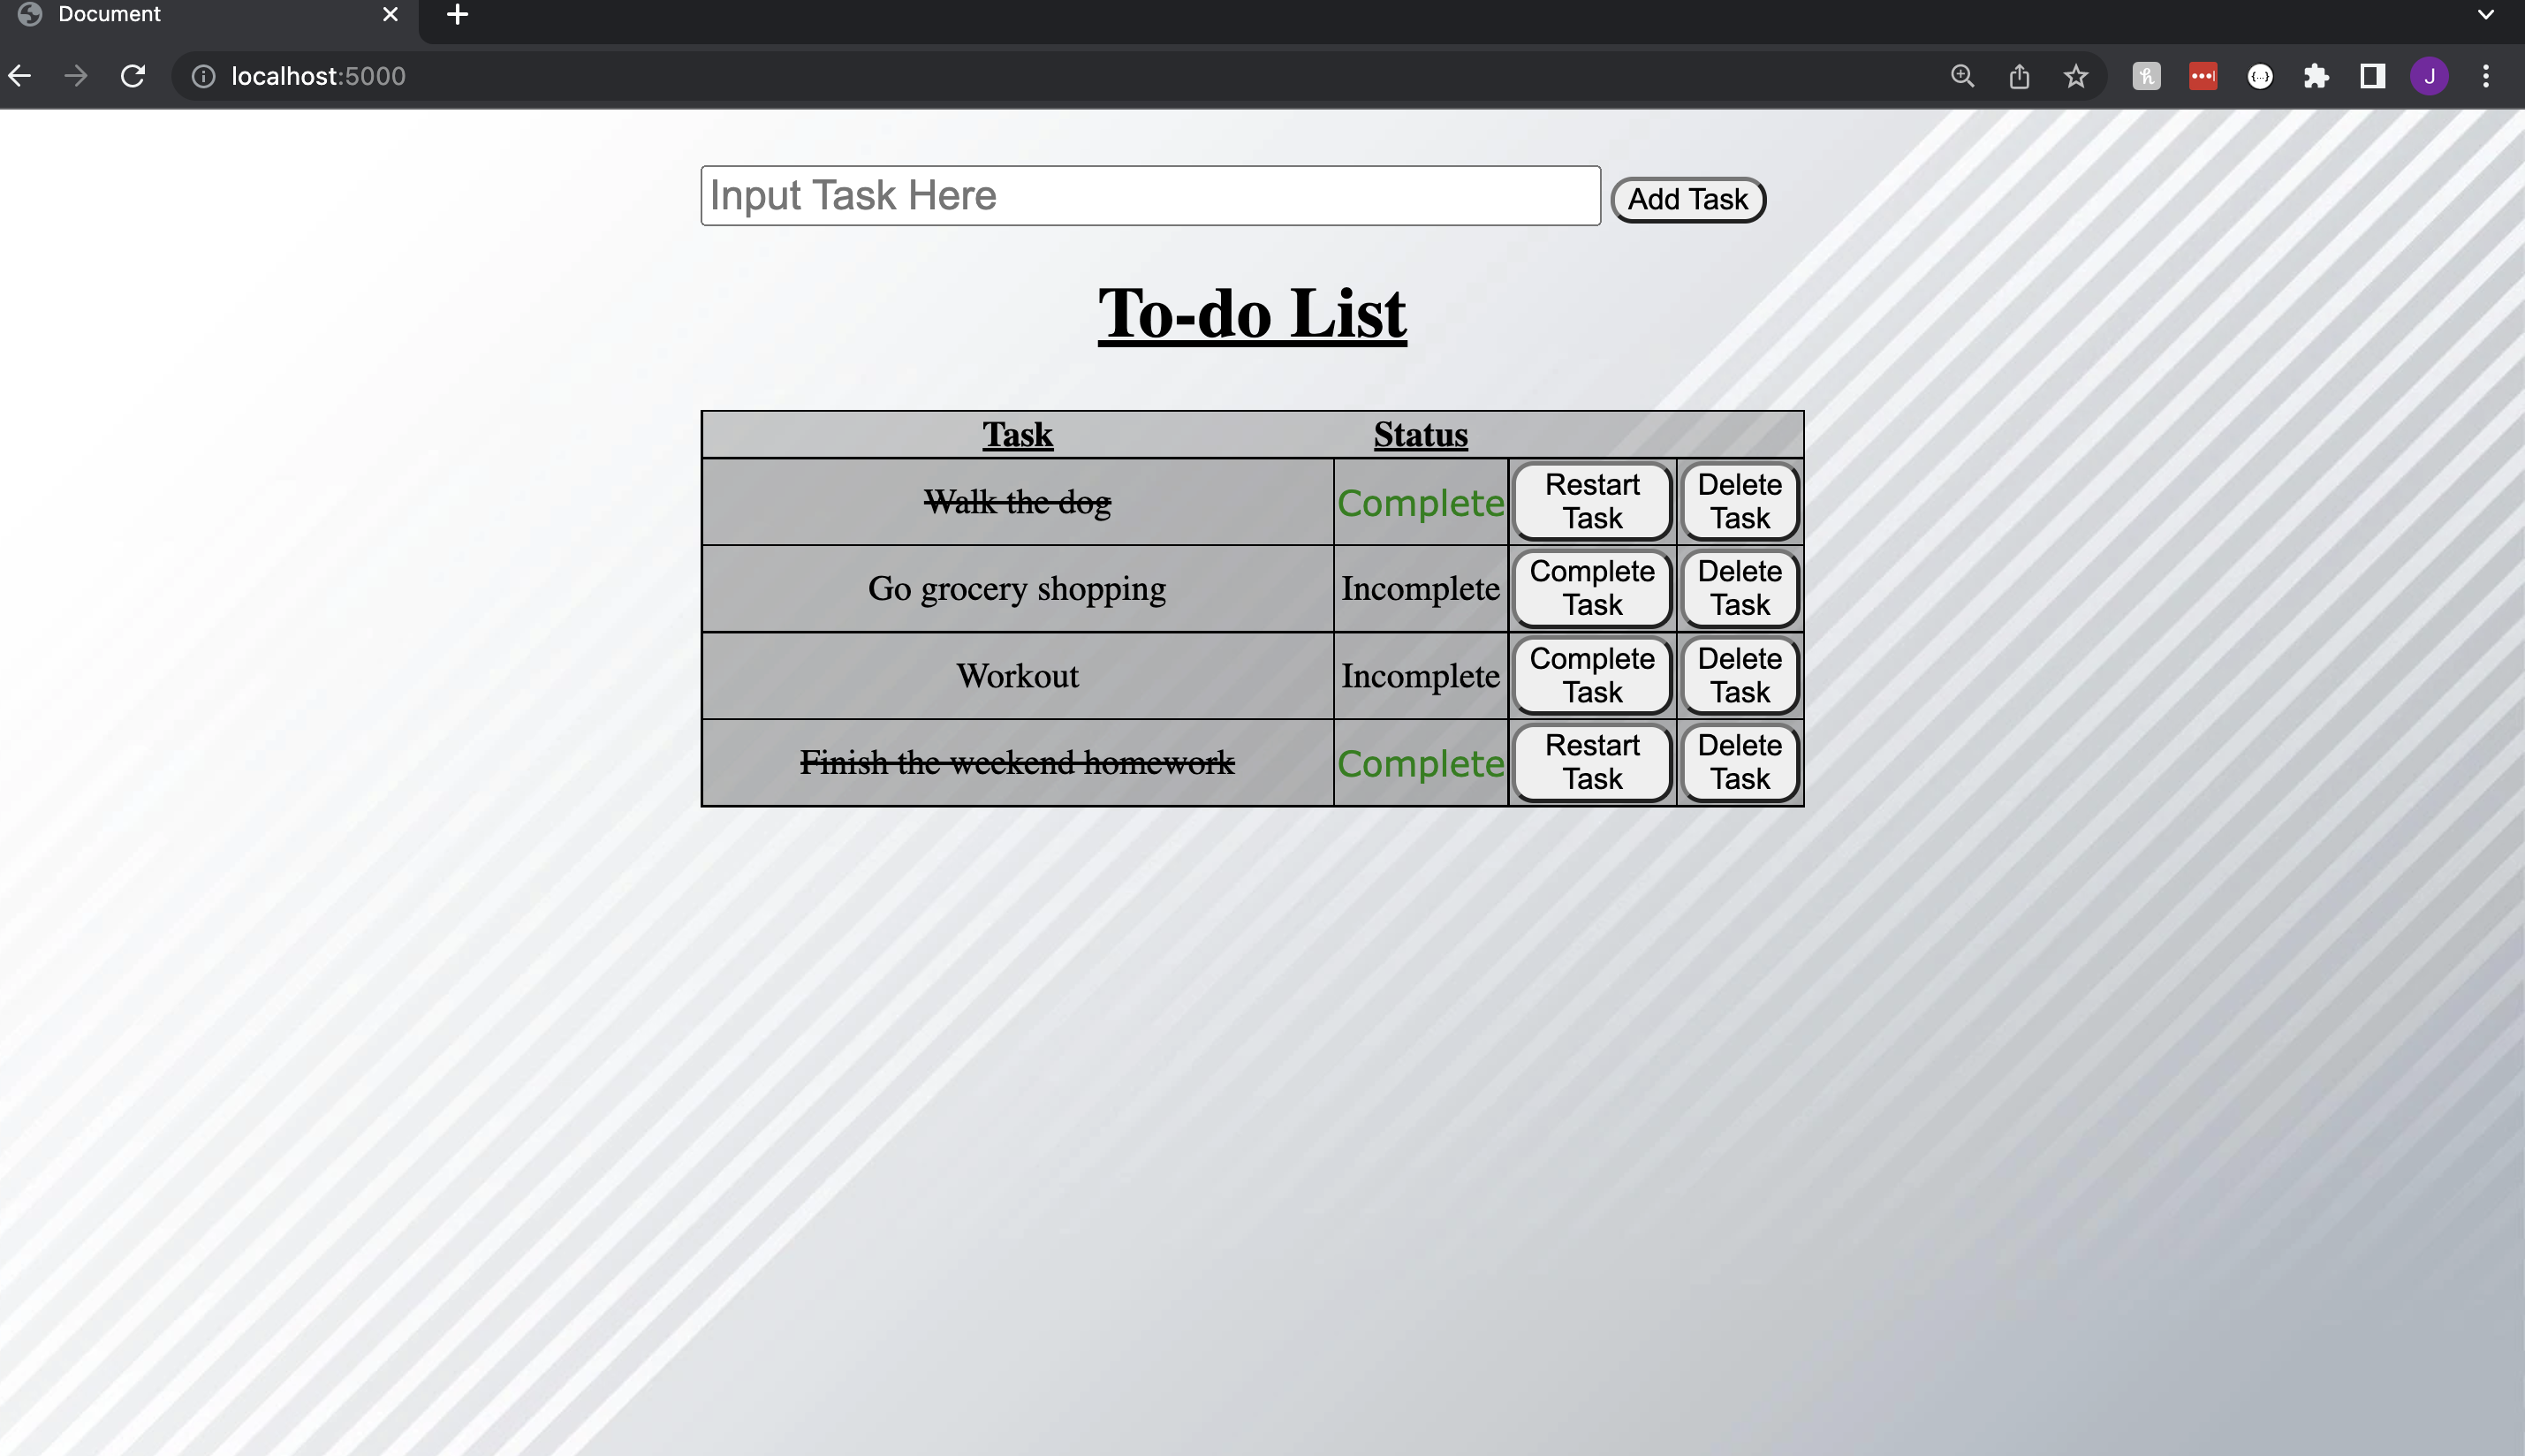 Document
localhost:5000
J
Input Task Here
Add Task
To-do List
Task Status
Walk the dog Complete Restart Task Delete Task
Go grocery shopping Incomplete Complete Task Delete Task
Workout Incomplete Complete Task Delete Task
Finish the weekend homework Complete Restart Task Delete Task